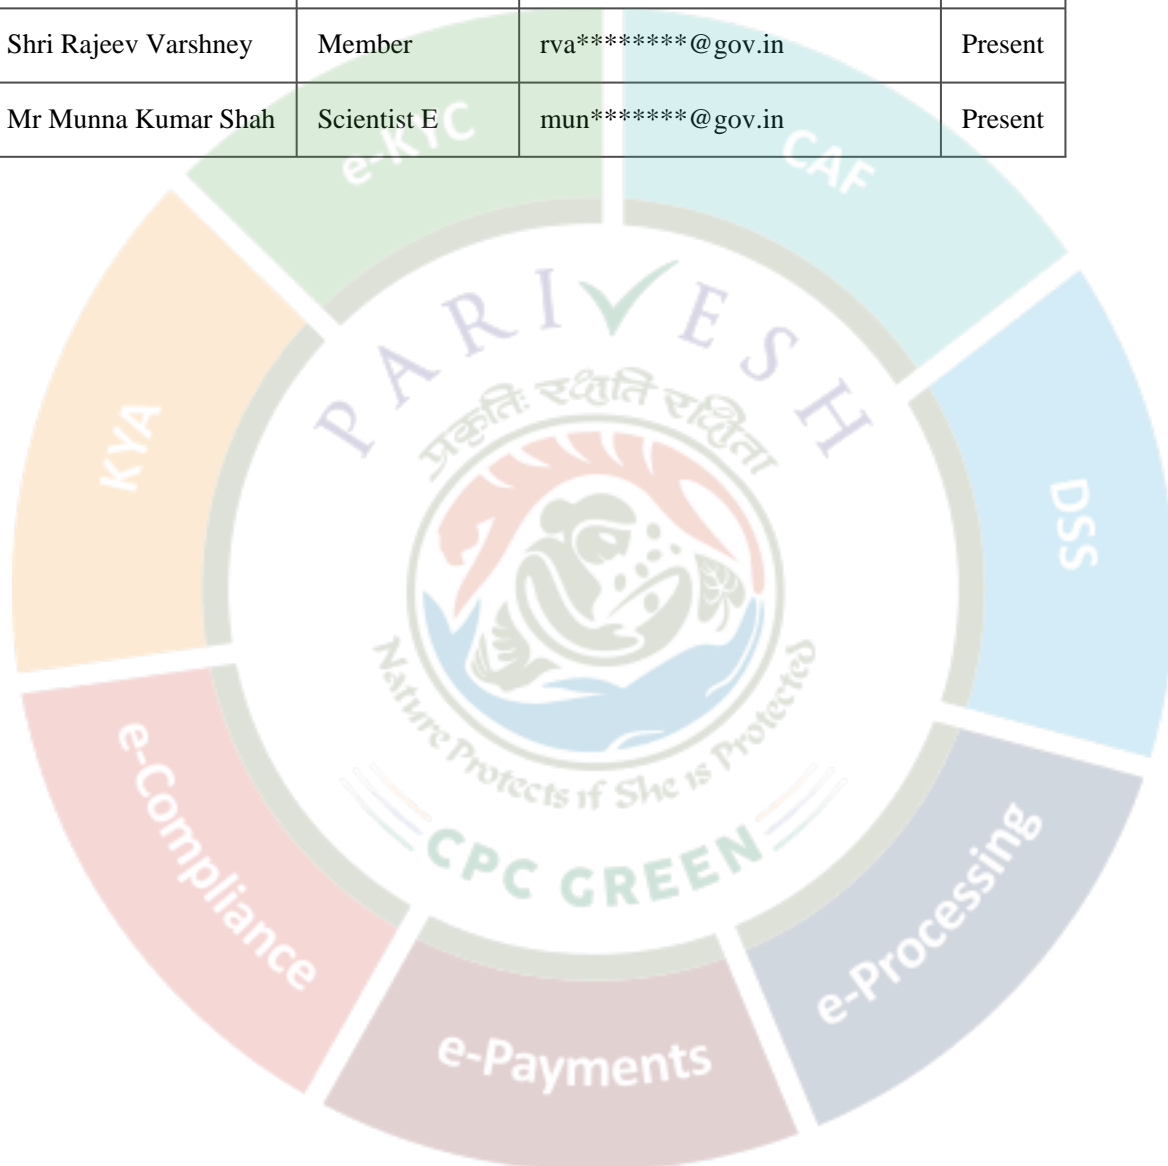 Shri Rajeev Varshney Member rva********@gov.in Present
Mr Munna Kumar Shah Scientist E mun*******@gov.in Present
e-KYC
CAF
KYA
DSS
PARIVESH
प्रकृतिः रक्षति रक्षिता
Nature Protects if She is Protected
CPC GREEN
e-Compliance
e-Processing
e-Payments